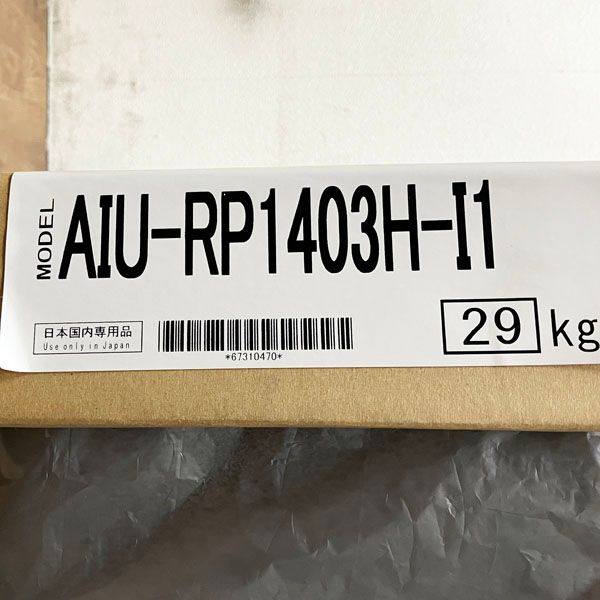 MODEL
AIU-RP1403H-I1
日本国内専用品
Use only in Japan
*67310470*
29 kg